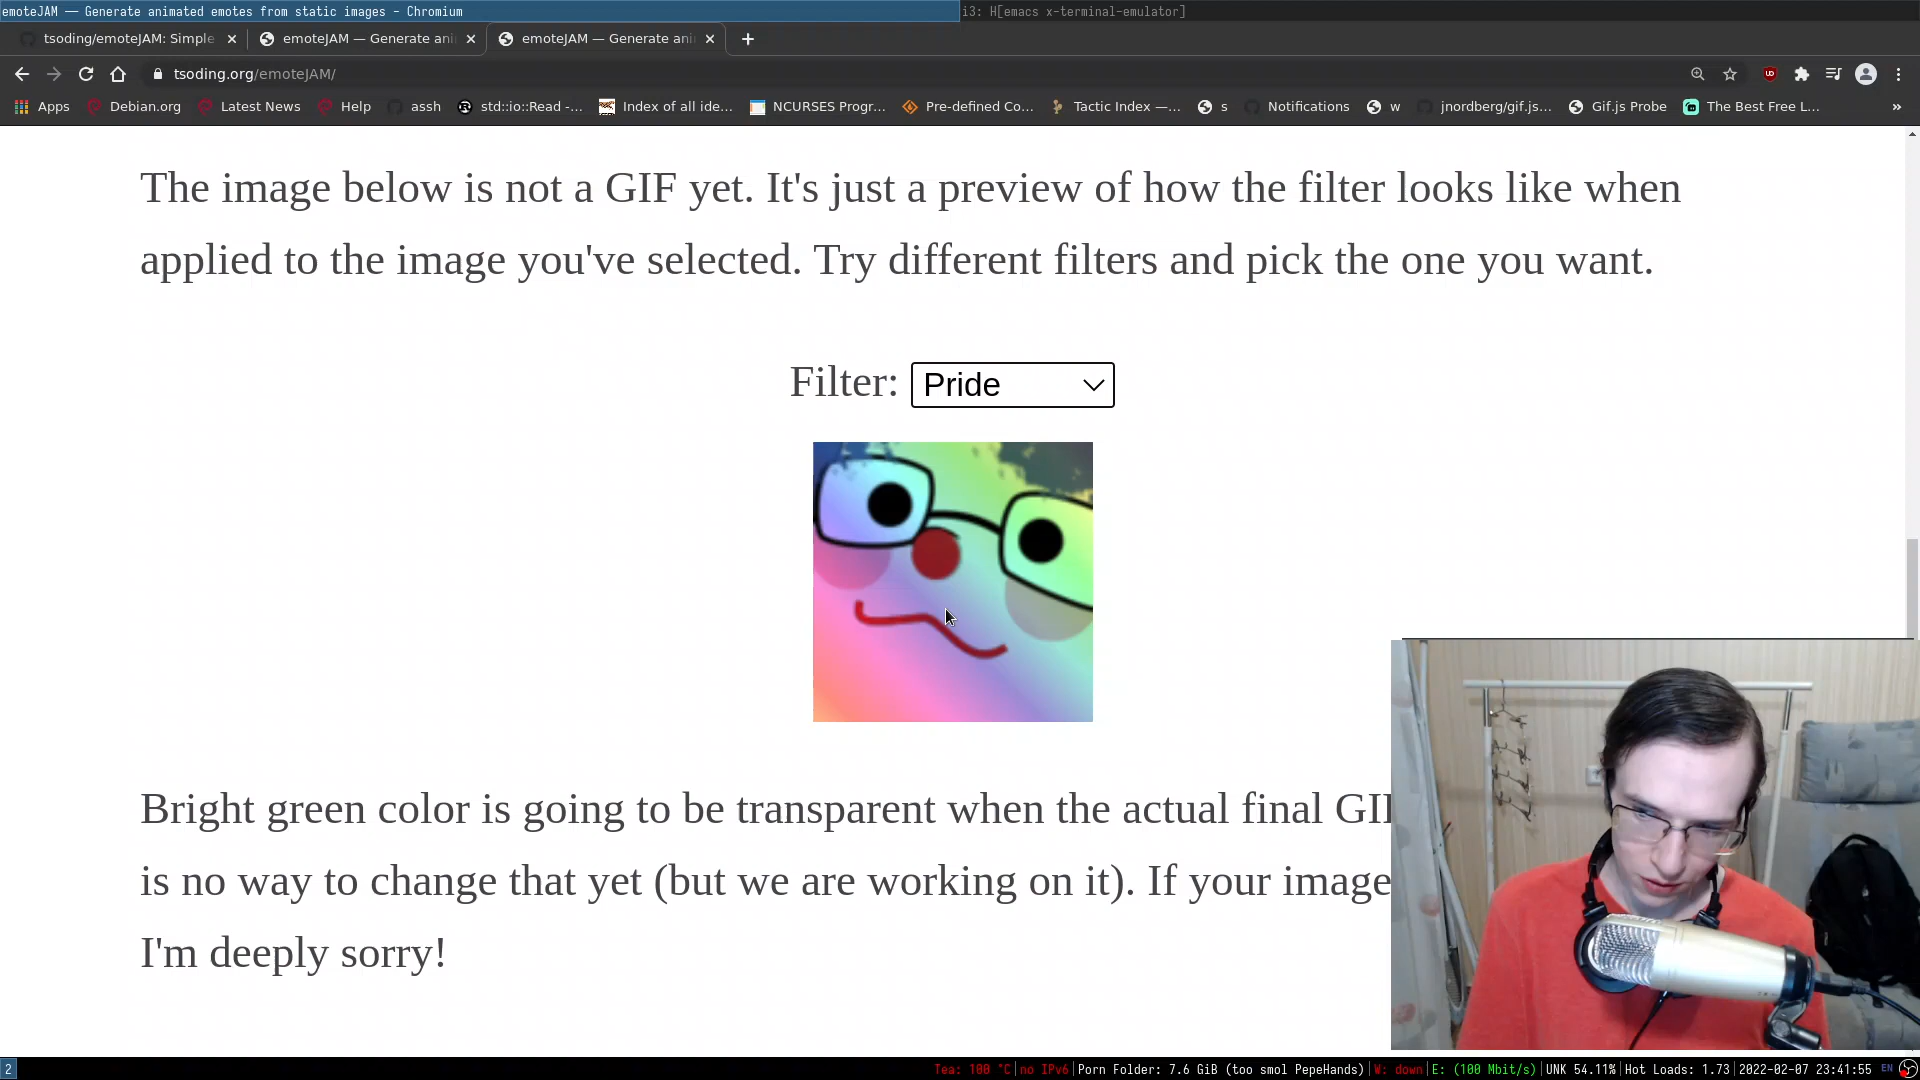 emoteJAM — Generate animated emotes from static images - Chromium
i3: H[emacs x-terminal-emulator]
tsoding/emoteJAM: Simple
emoteJAM — Generate ani
emoteJAM — Generate ani
tsoding.org/emoteJAM/
Apps Debian.org Latest News Help assh std::io::Read -... Index of all ide... NCURSES Progr... Pre-defined Co... Tactic Index —... s Notifications w jnordberg/gif.js... Gif.js Probe The Best Free L... »
The image below is not a GIF yet. It's just a preview of how the filter looks like when
applied to the image you've selected. Try different filters and pick the one you want.
Filter: Pride
Bright green color is going to be transparent when the actual final GIF
is no way to change that yet (but we are working on it). If your image
I'm deeply sorry!
2 Tea: 100 °C|no IPv6|Porn Folder: 7.6 GiB (too smol PepeHands)|W: down|E: (100 Mbit/s)|UNK 54.11%|Hot Loads: 1.73|2022-02-07 23:41:55 EN